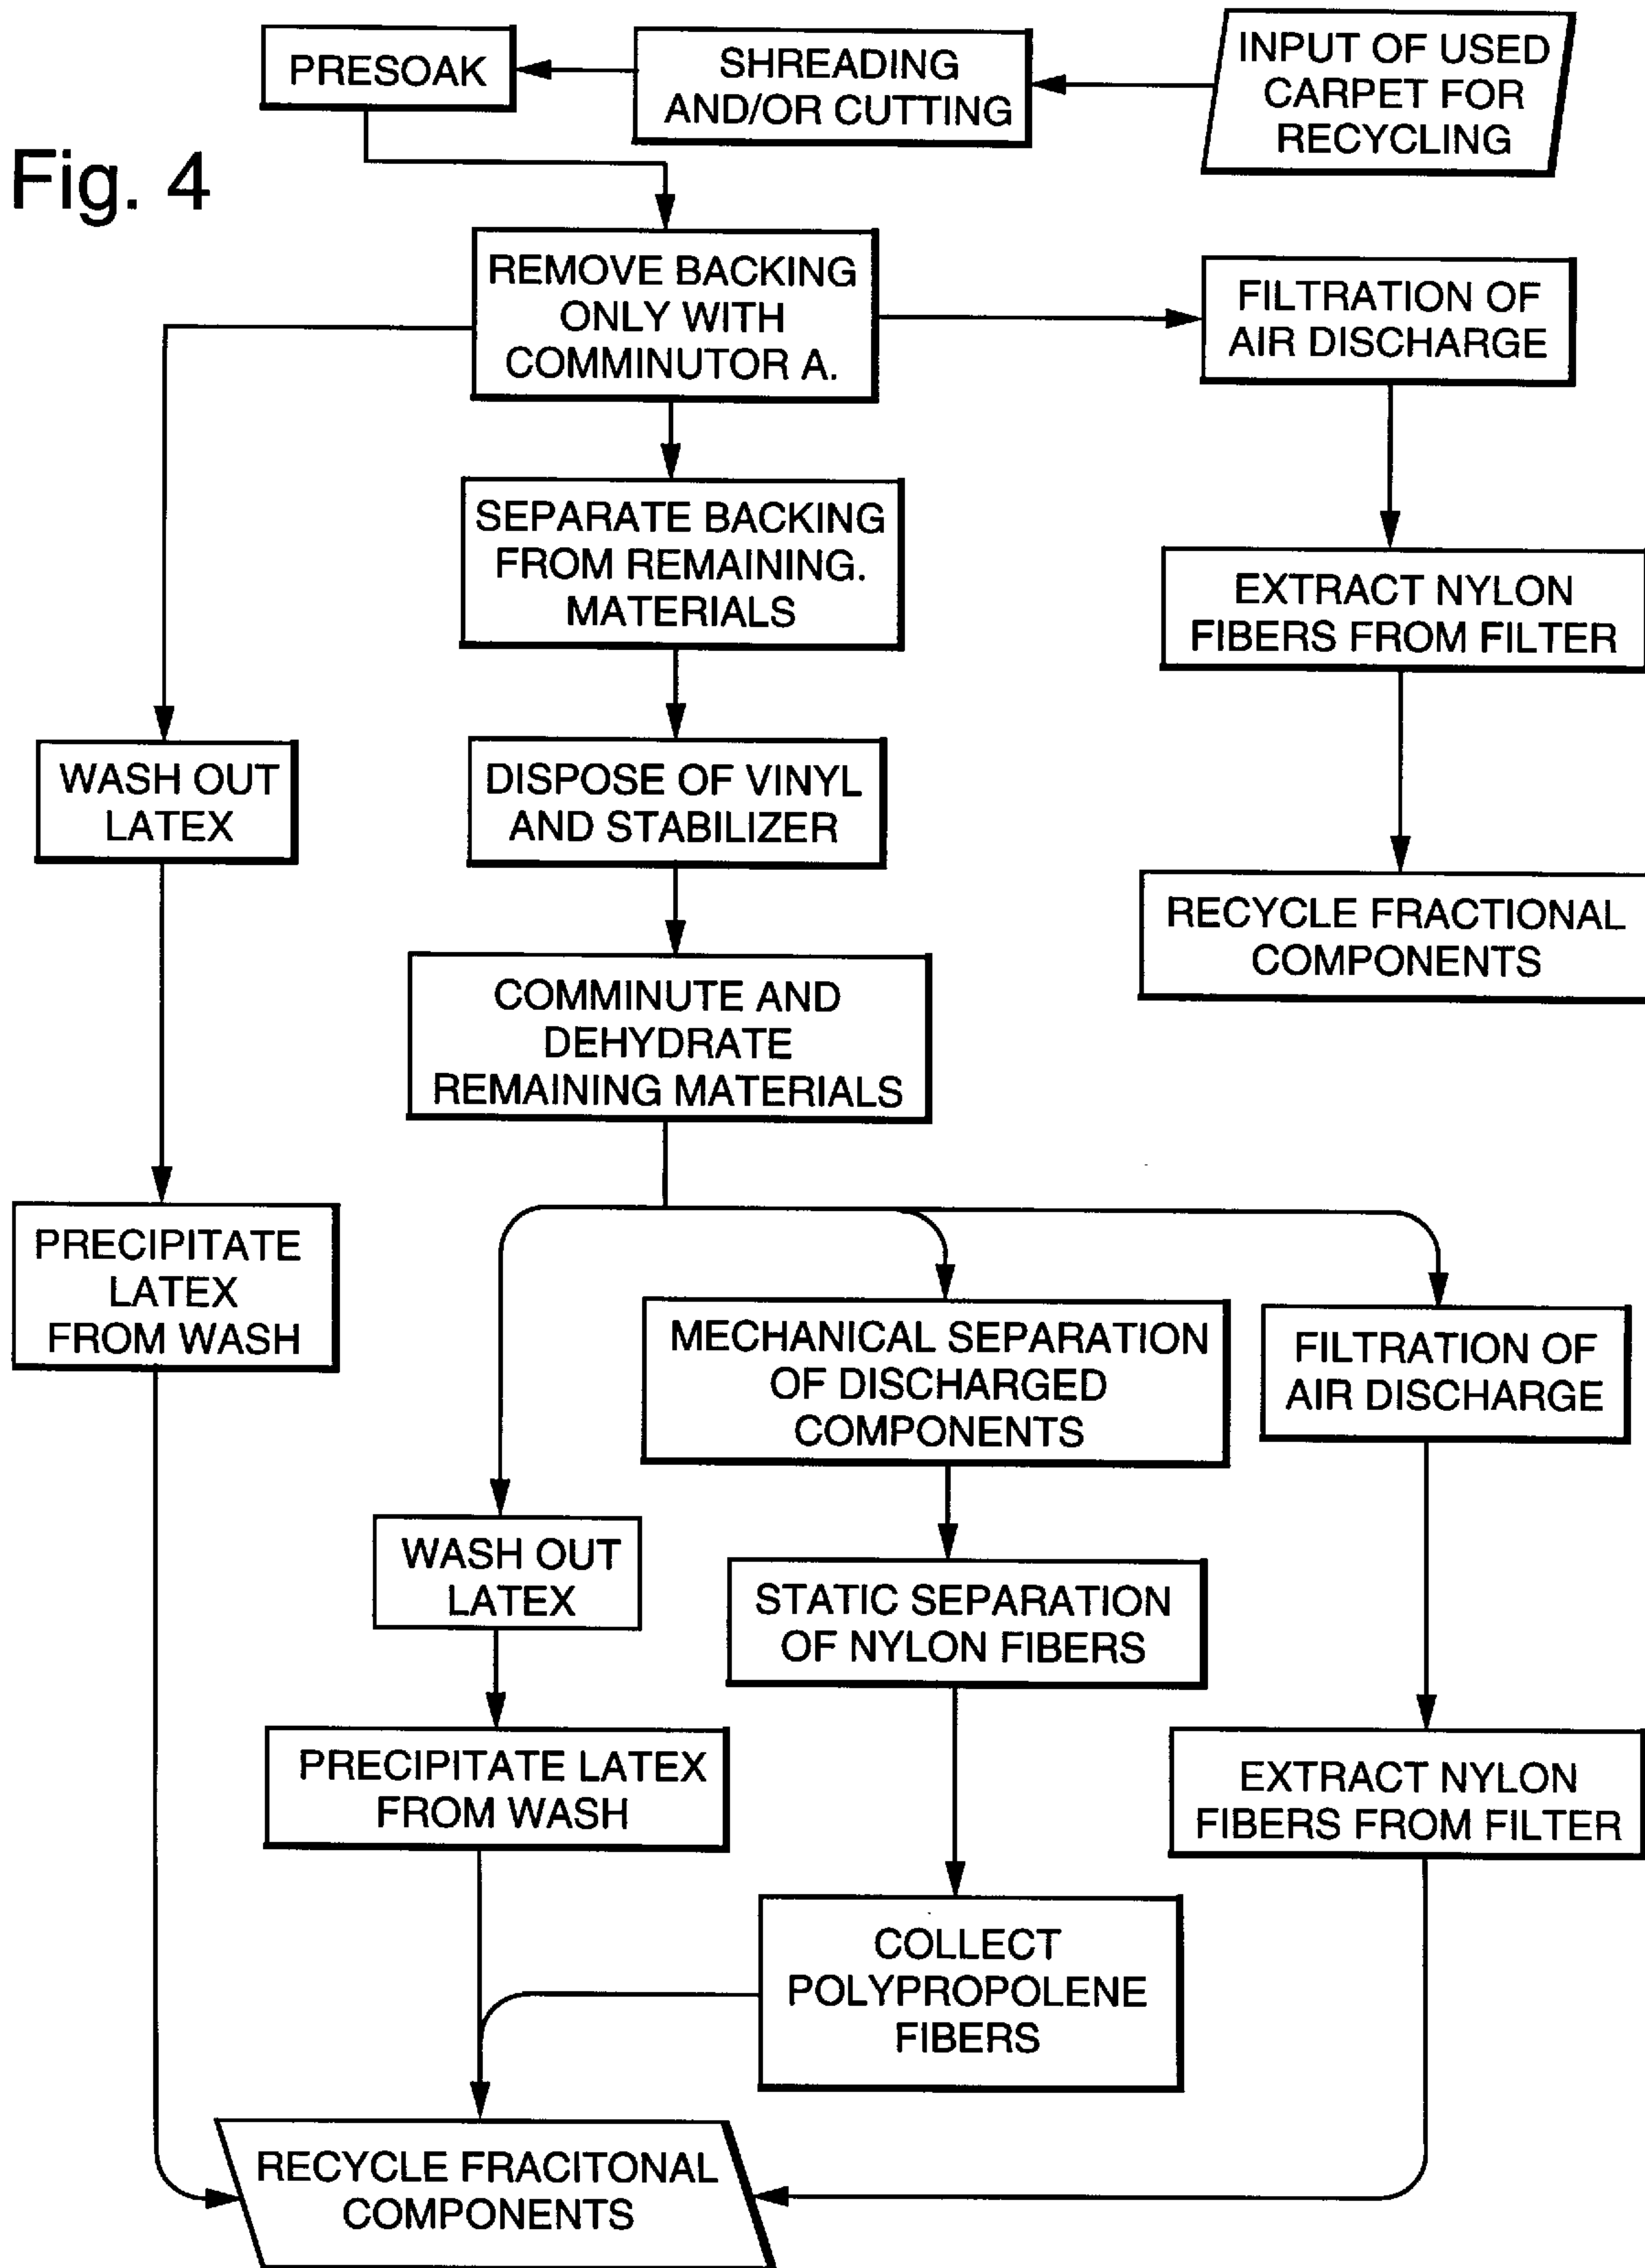 PRESOAK
SHREADING
AND/OR CUTTING
INPUT OF USED
CARPET FOR
RECYCLING
Fig. 4
REMOVE BACKING
ONLY WITH
COMMINUTOR A.
FILTRATION OF
AIR DISCHARGE
SEPARATE BACKING
FROM REMAINING.
MATERIALS
EXTRACT NYLON
FIBERS FROM FILTER
WASH OUT
LATEX
DISPOSE OF VINYL
AND STABILIZER
RECYCLE FRACTIONAL
COMPONENTS
COMMINUTE AND
DEHYDRATE
REMAINING MATERIALS
PRECIPITATE
LATEX
FROM WASH
MECHANICAL SEPARATION
OF DISCHARGED
COMPONENTS
FILTRATION OF
AIR DISCHARGE
WASH OUT
LATEX
STATIC SEPARATION
OF NYLON FIBERS
PRECIPITATE LATEX
FROM WASH
EXTRACT NYLON
FIBERS FROM FILTER
COLLECT
POLYPROPOLENE
FIBERS
RECYCLE FRACITONAL
COMPONENTS